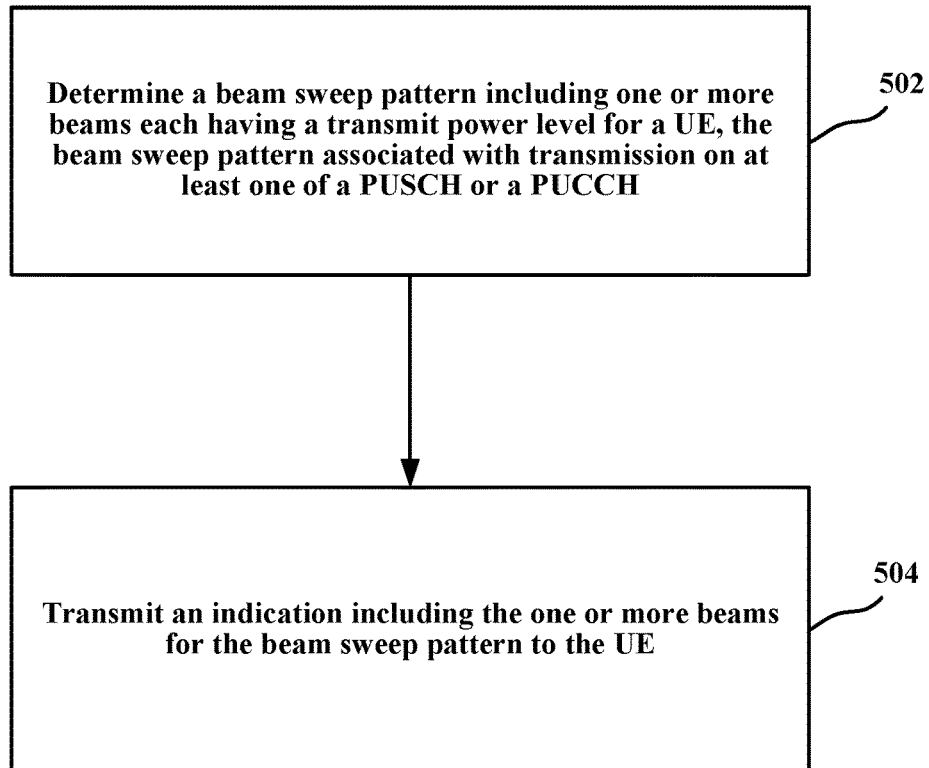 Determine a beam sweep pattern including one or more
beams each having a transmit power level for a UE, the
beam sweep pattern associated with transmission on at
least one of a PUSCH or a PUCCH
502
Transmit an indication including the one or more beams
for the beam sweep pattern to the UE
504